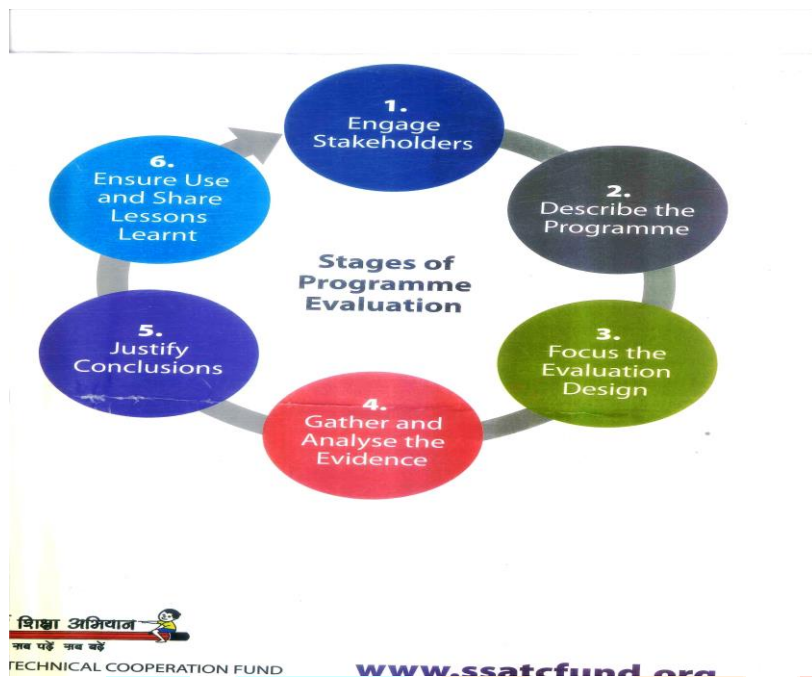 1.
Engage
Stakeholders
2.
Describe the
Programme
3.
Focus the
Evaluation
Design
4.
Gather and
Analyse the
Evidence
5.
Justify
Conclusions
6.
Ensure Use
and Share
Lessons
Learnt
Stages of
Programme
Evaluation
शिक्षा अभियान
पढ़ें बढ़ें
TECHNICAL COOPERATION FUND
www.ssatcfund.org